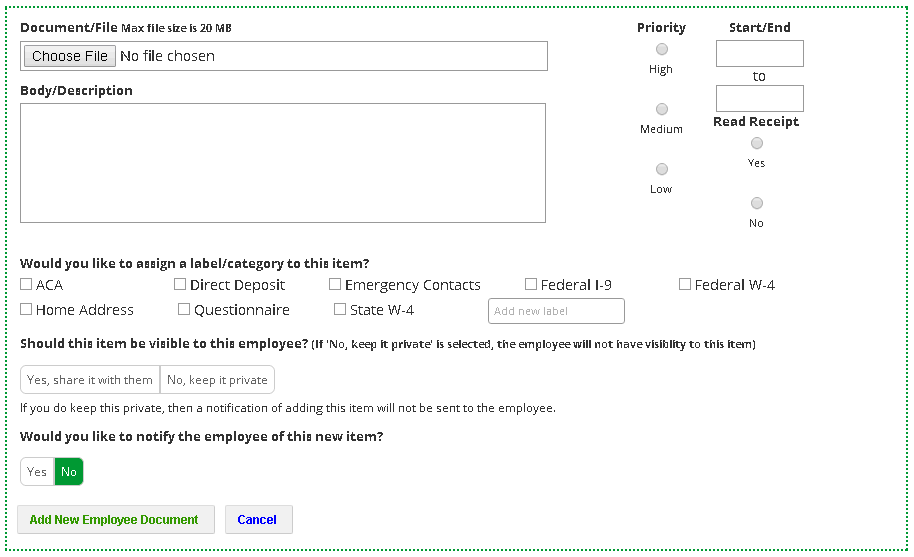 Document/File Max file size is 20 MB
Choose File No file chosen
Body/Description
Priority
High
Medium
Low
Start/End
to
Read Receipt
Yes
No
Would you like to assign a label/category to this item?
ACA Direct Deposit Emergency Contacts Federal I-9 Federal W-4
Home Address Questionnaire State W-4 Add new label
Should this item be visible to this employee? (If 'No, keep it private' is selected, the employee will not have visiblity to this item)
Yes, share it with them No, keep it private
If you do keep this private, then a notification of adding this item will not be sent to the employee.
Would you like to notify the employee of this new item?
Yes No
Add New Employee Document Cancel